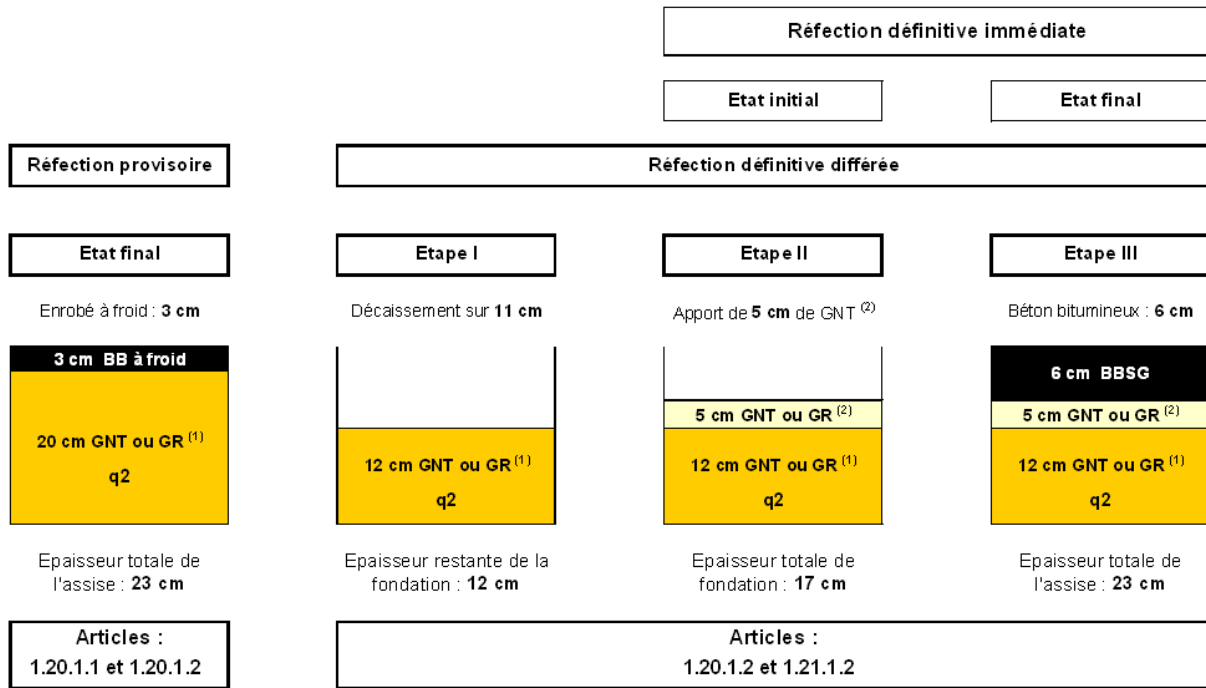 Réfection définitive immédiate
Etat initial
Etat final
Réfection provisoire
Réfection définitive différée
Etat final
Etape I
Etape II
Etape III
Enrobé à froid : 3 cm
Décaissement sur 11 cm
Apport de 5 cm de GNT (2)
Béton bitumineux : 6 cm
3 cm BB à froid
6 cm BBSG
5 cm GNT ou GR (2)
5 cm GNT ou GR (2)
20 cm GNT ou GR (1)
q2
12 cm GNT ou GR (1)
q2
12 cm GNT ou GR (1)
q2
12 cm GNT ou GR (1)
q2
Epaisseur totale de
l'assise : 23 cm
Epaisseur restante de la
fondation : 12 cm
Epaisseur totale de
fondation : 17 cm
Epaisseur totale de
l'assise : 23 cm
Articles :
1.20.1.1 et 1.20.1.2
Articles :
1.20.1.2 et 1.21.1.2